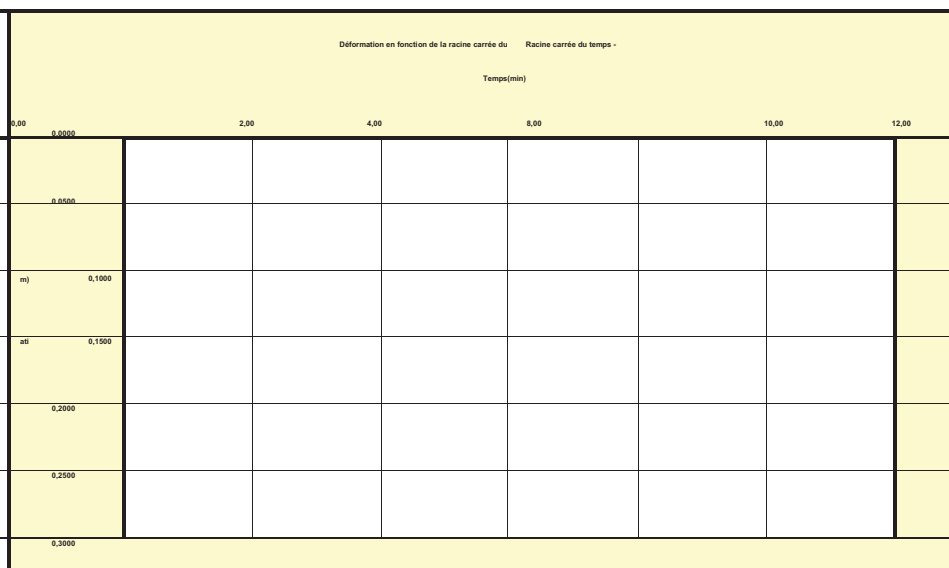 Déformation en fonction de la racine carrée du Racine carrée du temps -
Temps(min)
0,00 2,00 4,00 8,00 10,00 12,00
0,0000
0,0500
m) 0,1000
ati 0,1500
0,2000
0,2500
0,3000